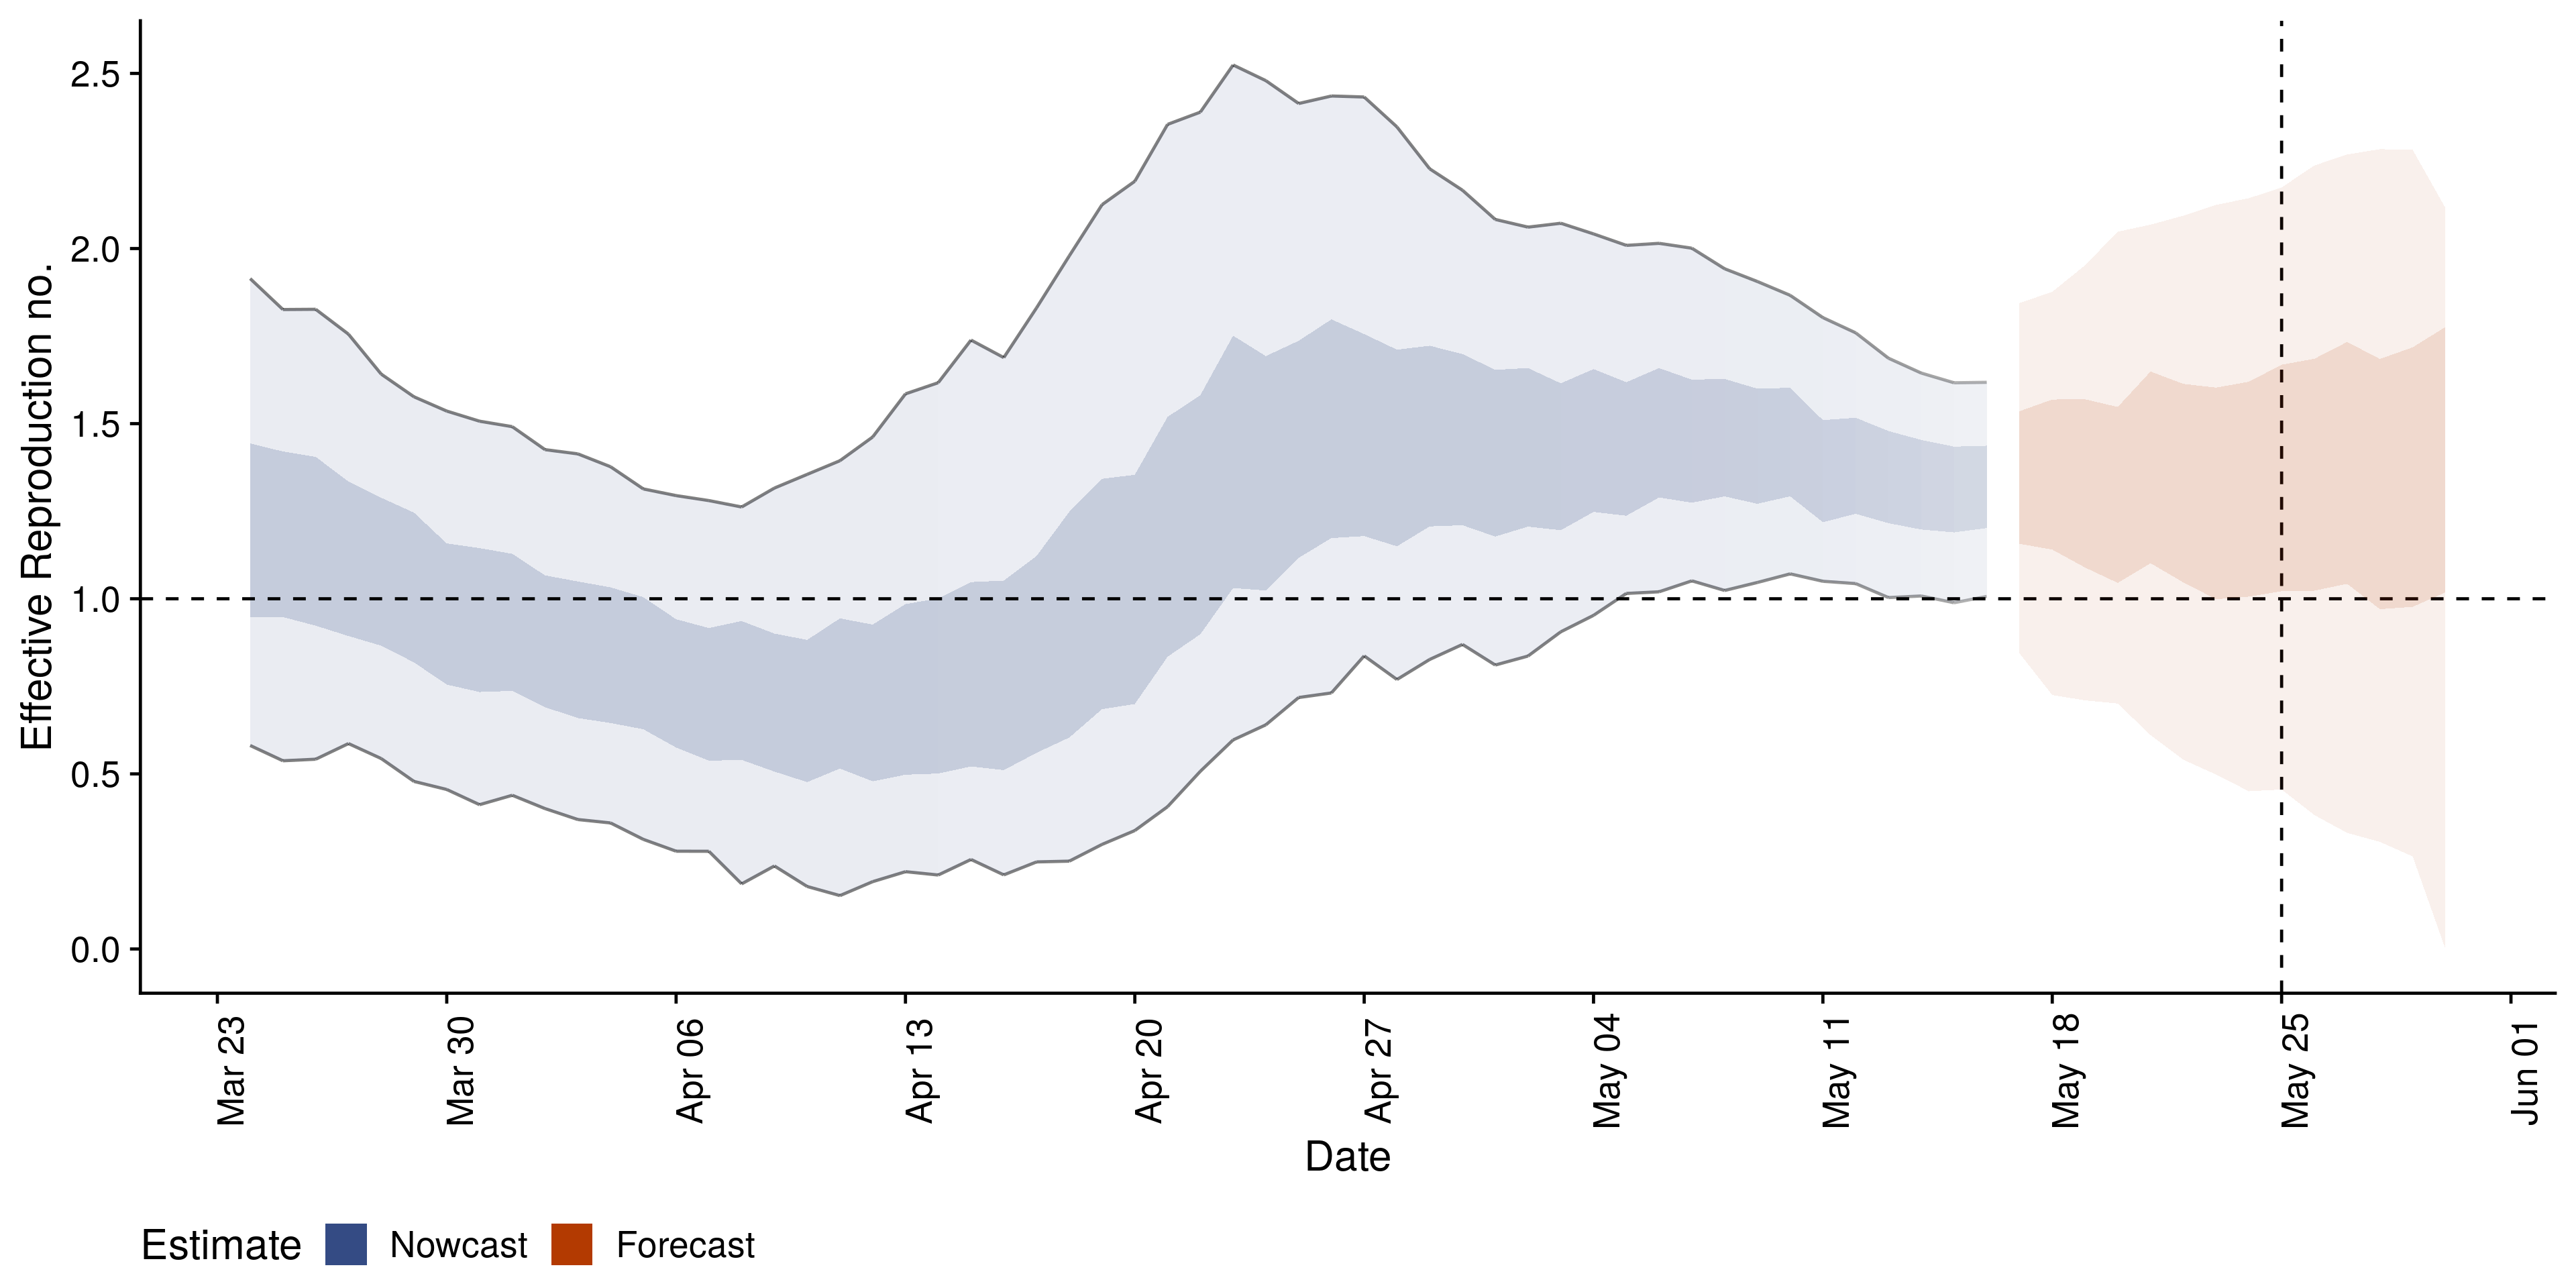 Effective Reproduction no.
2.5
2.0
1.5
1.0
0.5
0.0
Mar 23
Mar 30
Apr 06
Apr 13
Apr 20
Apr 27
May 04
May 11
May 18
May 25
Jun 01
Date
Estimate Nowcast Forecast